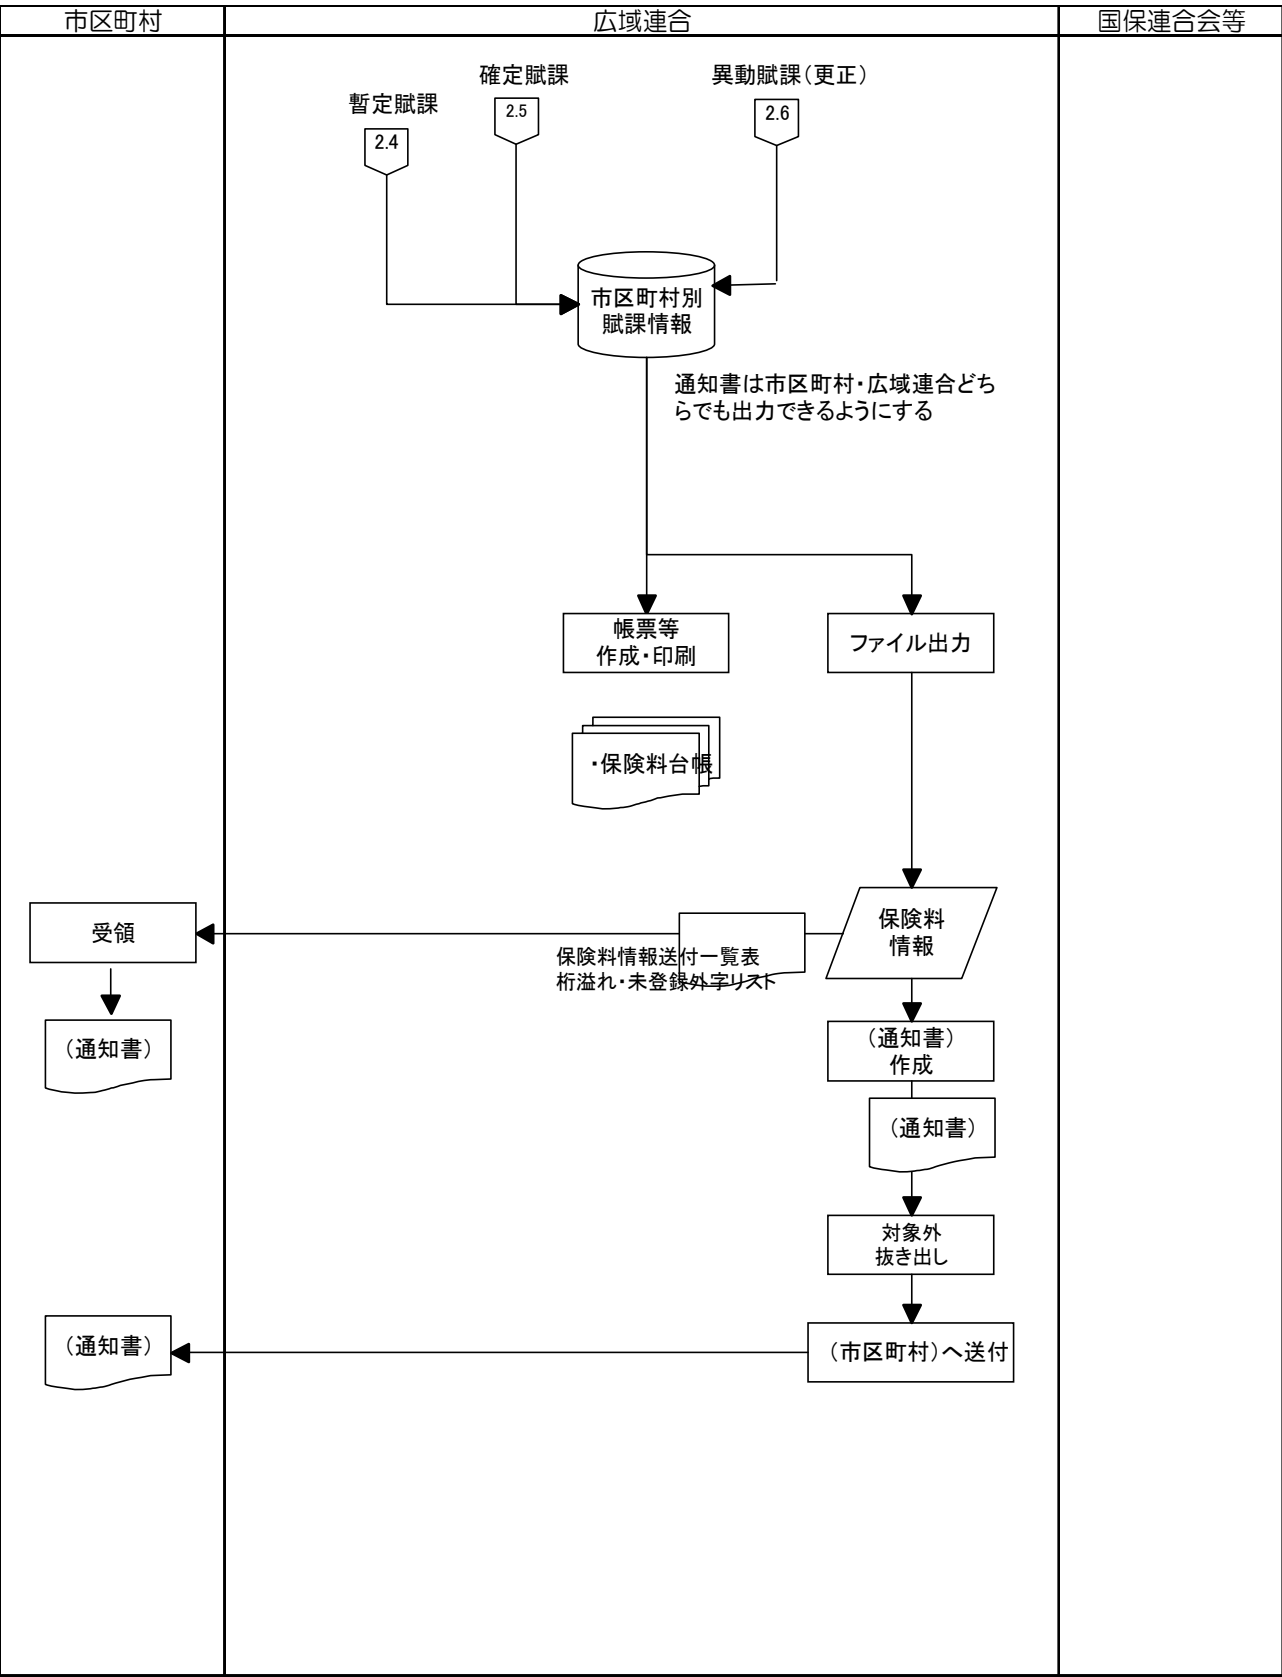 市区町村
広域連合
国保連合会等
確定賦課
異動賦課（更正）
暫定賦課
2.5
2.6
2.4
市区町村別
賦課情報
通知書は市区町村・広域連合どち
らでも出力できるようにする
帳票等
作成・印刷
ファイル出力
・保険料台帳
受領
保険料
情報
保険料情報送付一覧表
桁溢れ・未登録外字リスト
（通知書）
（通知書）
作成
（通知書）
対象外
抜き出し
（通知書）
（市区町村）へ送付